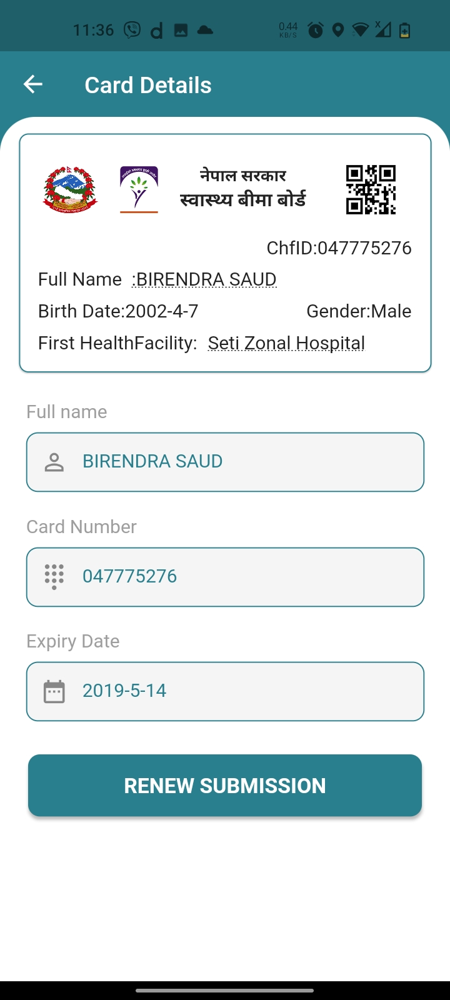 11:36
0.44
KB/S
Card Details
नेपाल सरकार
स्वास्थ्य बीमा बोर्ड
ChfID:047775276
Full Name :BIRENDRA SAUD
Birth Date:2002-4-7 Gender:Male
First HealthFacility: Seti Zonal Hospital
Full name
BIRENDRA SAUD
Card Number
047775276
Expiry Date
2019-5-14
RENEW SUBMISSION